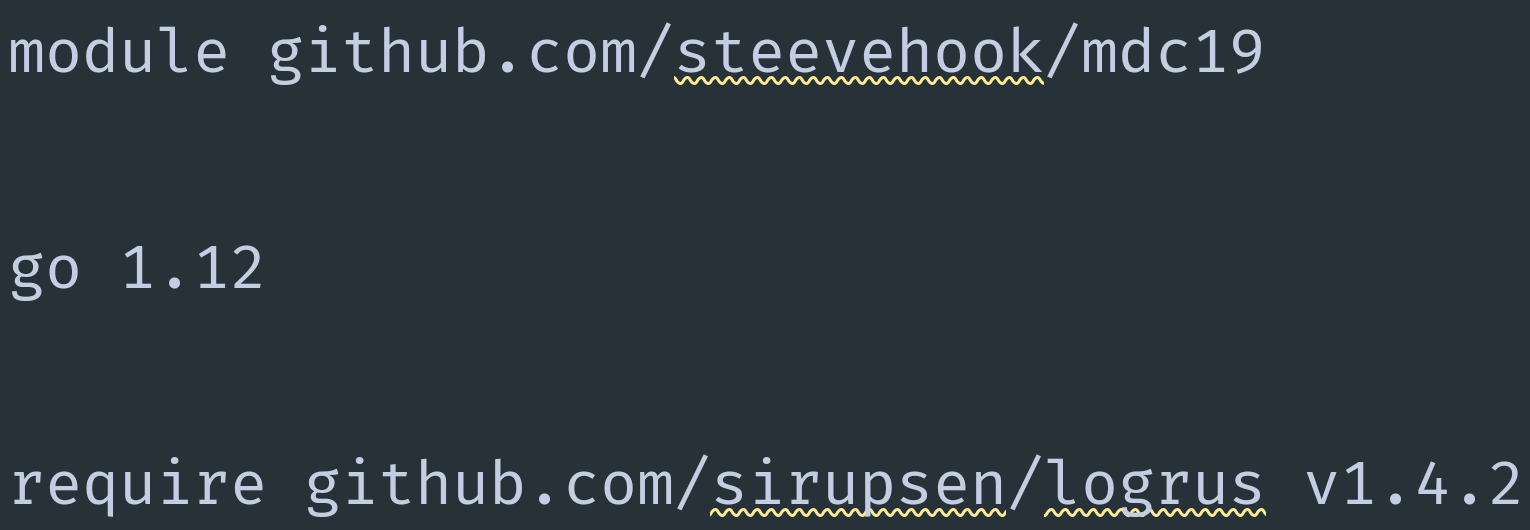 module github.com/steevehook/mdc19
go 1.12
require github.com/sirupsen/logrus v1.4.2